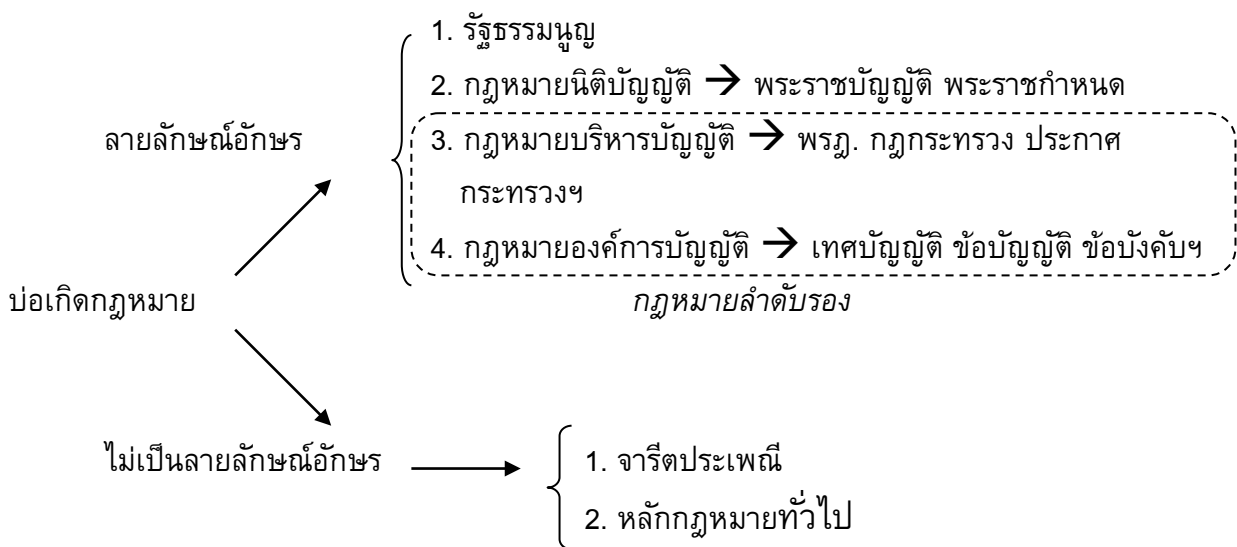 1. รัฐธรรมนูญ
2. กฎหมายนิติบัญญัติ → พระราชบัญญัติ พระราชกำหนด
ลายลักษณ์อักษร
3. กฎหมายบริหารบัญญัติ → พรฎ. กฎกระทรวง ประกาศ
กระทรวงฯ
4. กฎหมายองค์การบัญญัติ → เทศบัญญัติ ข้อบัญญัติ ข้อบังคับฯ
บ่อเกิดกฎหมาย
กฎหมายลำดับรอง
ไม่เป็นลายลักษณ์อักษร
1. จารีตประเพณี
2. หลักกฎหมายทั่วไป